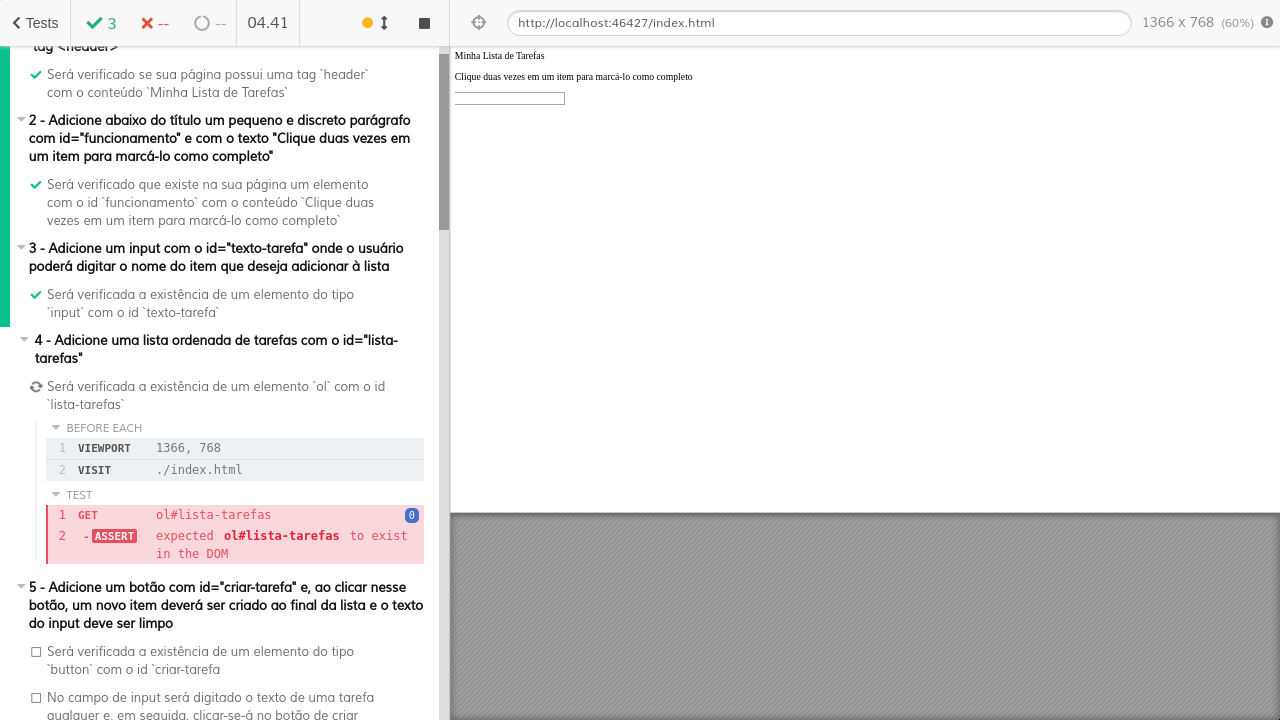 Tests
3
--
--
04.41
http://localhost:46427/index.html
1366 x 768 (60%)
tag <header>
Será verificado se sua página possui uma tag `header`
com o conteúdo `Minha Lista de Tarefas`
2 - Adicione abaixo do título um pequeno e discreto parágrafo
com id="funcionamento" e com o texto "Clique duas vezes em
um item para marcá-lo como completo"
Será verificado que existe na sua página um elemento
com o id `funcionamento` com o conteúdo `Clique duas
vezes em um item para marcá-lo como completo`
3 - Adicione um input com o id="texto-tarefa" onde o usuário
poderá digitar o nome do item que deseja adicionar à lista
Será verificada a existência de um elemento do tipo
`input` com o id `texto-tarefa`
4 - Adicione uma lista ordenada de tarefas com o id="lista-
tarefas"
Será verificada a existência de um elemento `ol` com o id
`lista-tarefas`
BEFORE EACH
1 VIEWPORT 1366, 768
2 VISIT ./index.html
TEST
1 GET ol#lista-tarefas 0
2 - ASSERT expected ol#lista-tarefas to exist
in the DOM
5 - Adicione um botão com id="criar-tarefa" e, ao clicar nesse
botão, um novo item deverá ser criado ao final da lista e o texto
do input deve ser limpo
Será verificada a existência de um elemento do tipo
`button` com o id `criar-tarefa
No campo de input será digitado o texto de uma tarefa
qualquer e, em seguida, clicar-se-á no botão de criar
Minha Lista de Tarefas
Clique duas vezes em um item para marcá-lo como completo